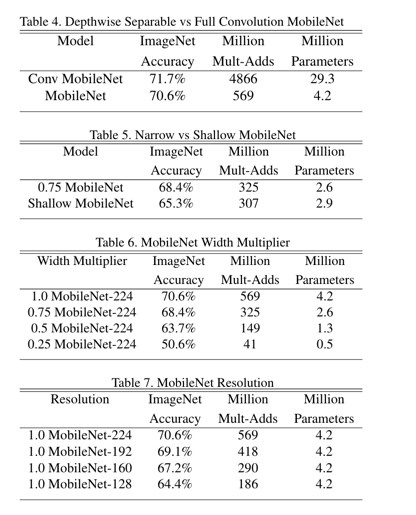 Table 4. Depthwise Separable vs Full Convolution MobileNet
Model ImageNet Million Million
Accuracy Mult-Adds Parameters
Conv MobileNet 71.7% 4866 29.3
MobileNet 70.6% 569 4.2
Table 5. Narrow vs Shallow MobileNet
Model ImageNet Million Million
Accuracy Mult-Adds Parameters
0.75 MobileNet 68.4% 325 2.6
Shallow MobileNet 65.3% 307 2.9
Table 6. MobileNet Width Multiplier
Width Multiplier ImageNet Million Million
Accuracy Mult-Adds Parameters
1.0 MobileNet-224 70.6% 569 4.2
0.75 MobileNet-224 68.4% 325 2.6
0.5 MobileNet-224 63.7% 149 1.3
0.25 MobileNet-224 50.6% 41 0.5
Table 7. MobileNet Resolution
Resolution ImageNet Million Million
Accuracy Mult-Adds Parameters
1.0 MobileNet-224 70.6% 569 4.2
1.0 MobileNet-192 69.1% 418 4.2
1.0 MobileNet-160 67.2% 290 4.2
1.0 MobileNet-128 64.4% 186 4.2